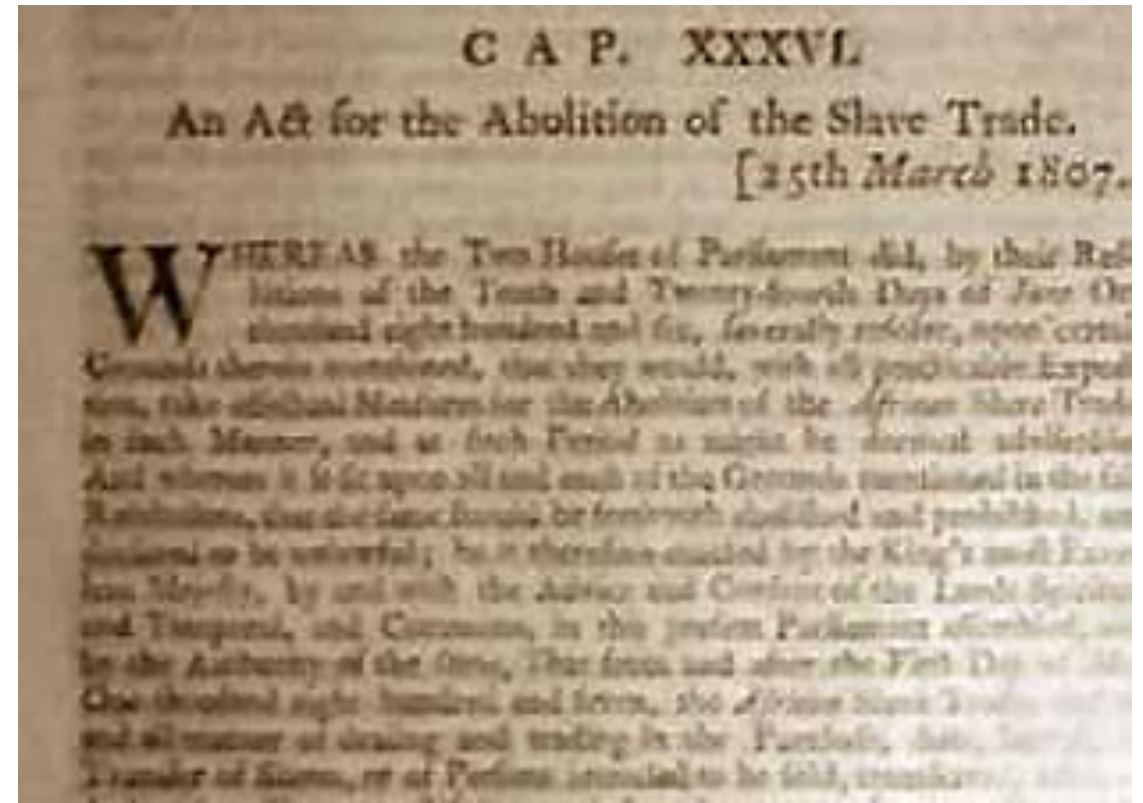 CAP. XXXVI.
An Act for the Abolition of the Slave Trade.
[25th March 1807.
WHEREAS the Two Houses of Parliament did, by their Reso
lutions of the Tenth and Twenty-fourth Days of June One
thousand eight hundred and six, severally resolve, upon certain
Grounds therein mentioned, that they would, with all practicable Expedi
tion, take effectual Measures for the Abolition of the African Slave Trade
in such Manner, and at such Period as might be deemed adviseable
And whereas it is fit upon all and each of the Grounds mentioned in the said
Resolutions, that the same should be forthwith abolished and prohibited, and
declared to be unlawful; be it therefore enacted by the King's most Excel
lent Majesty, by and with the Advice and Consent of the Lords Spiritual
and Temporal, and Commons, in this present Parliament assembled,
by the Authority of the same, That from and after the First Day of May
One thousand eight hundred and seven, the African Slave Trade
and all manner of dealing and trading in the Purchase, Sale,
Transfer of Slaves, or of Persons intended to be sold, transferred,